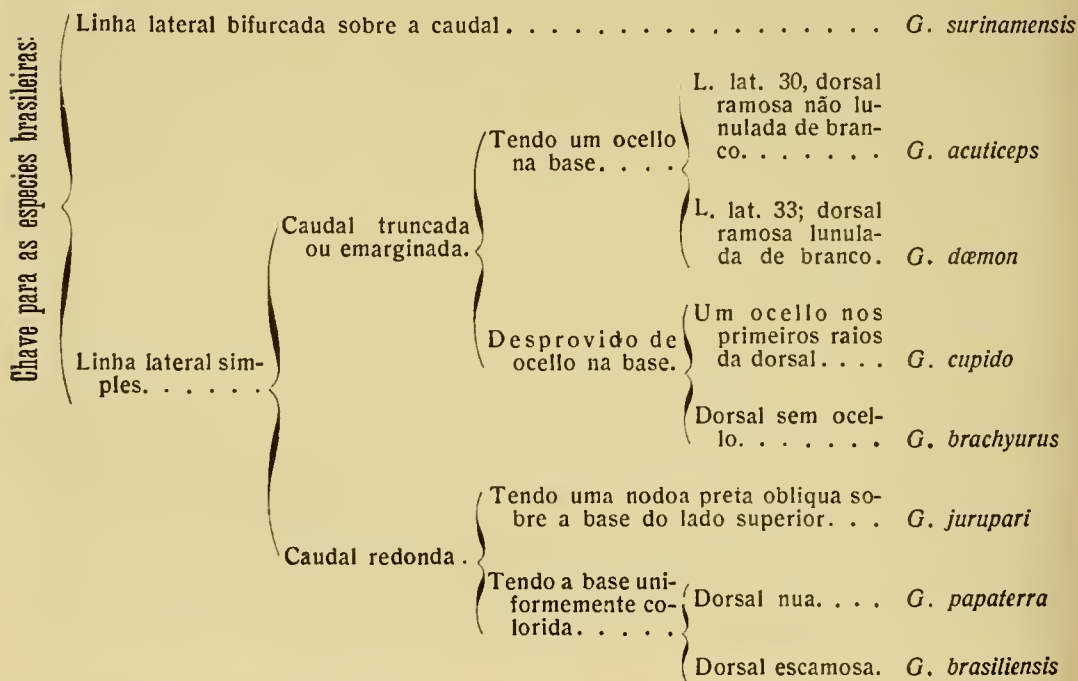 Chave para as especies brasileiras:
Linha lateral bifurcada sobre a caudal. . . . . . . . . . . . . . . . . . G. surinamensis
Linha lateral sim-
ples. . . . . .
Caudal truncada
ou emarginada.
Tendo um ocello
na base. . . .
L. lat. 30, dorsal
ramosa não lu-
nulada de bran-
co. . . . . . . G. acuticeps
L. lat. 33; dorsal
ramosa lunula-
da de branco. G. dæmon
Desprovido de
ocello na base.
Um ocello nos
primeiros raios
da dorsal. . . . G. cupido
Dorsal sem ocel-
lo. . . . . . . G. brachyurus
Caudal redonda .
Tendo uma nodoa preta obliqua so-
bre a base do lado superior. . . G. jurupari
Tendo a base uni-
formemente co-
lorida. . . . .
Dorsal nua. . . . G. papaterra
Dorsal escamosa. G. brasiliensis